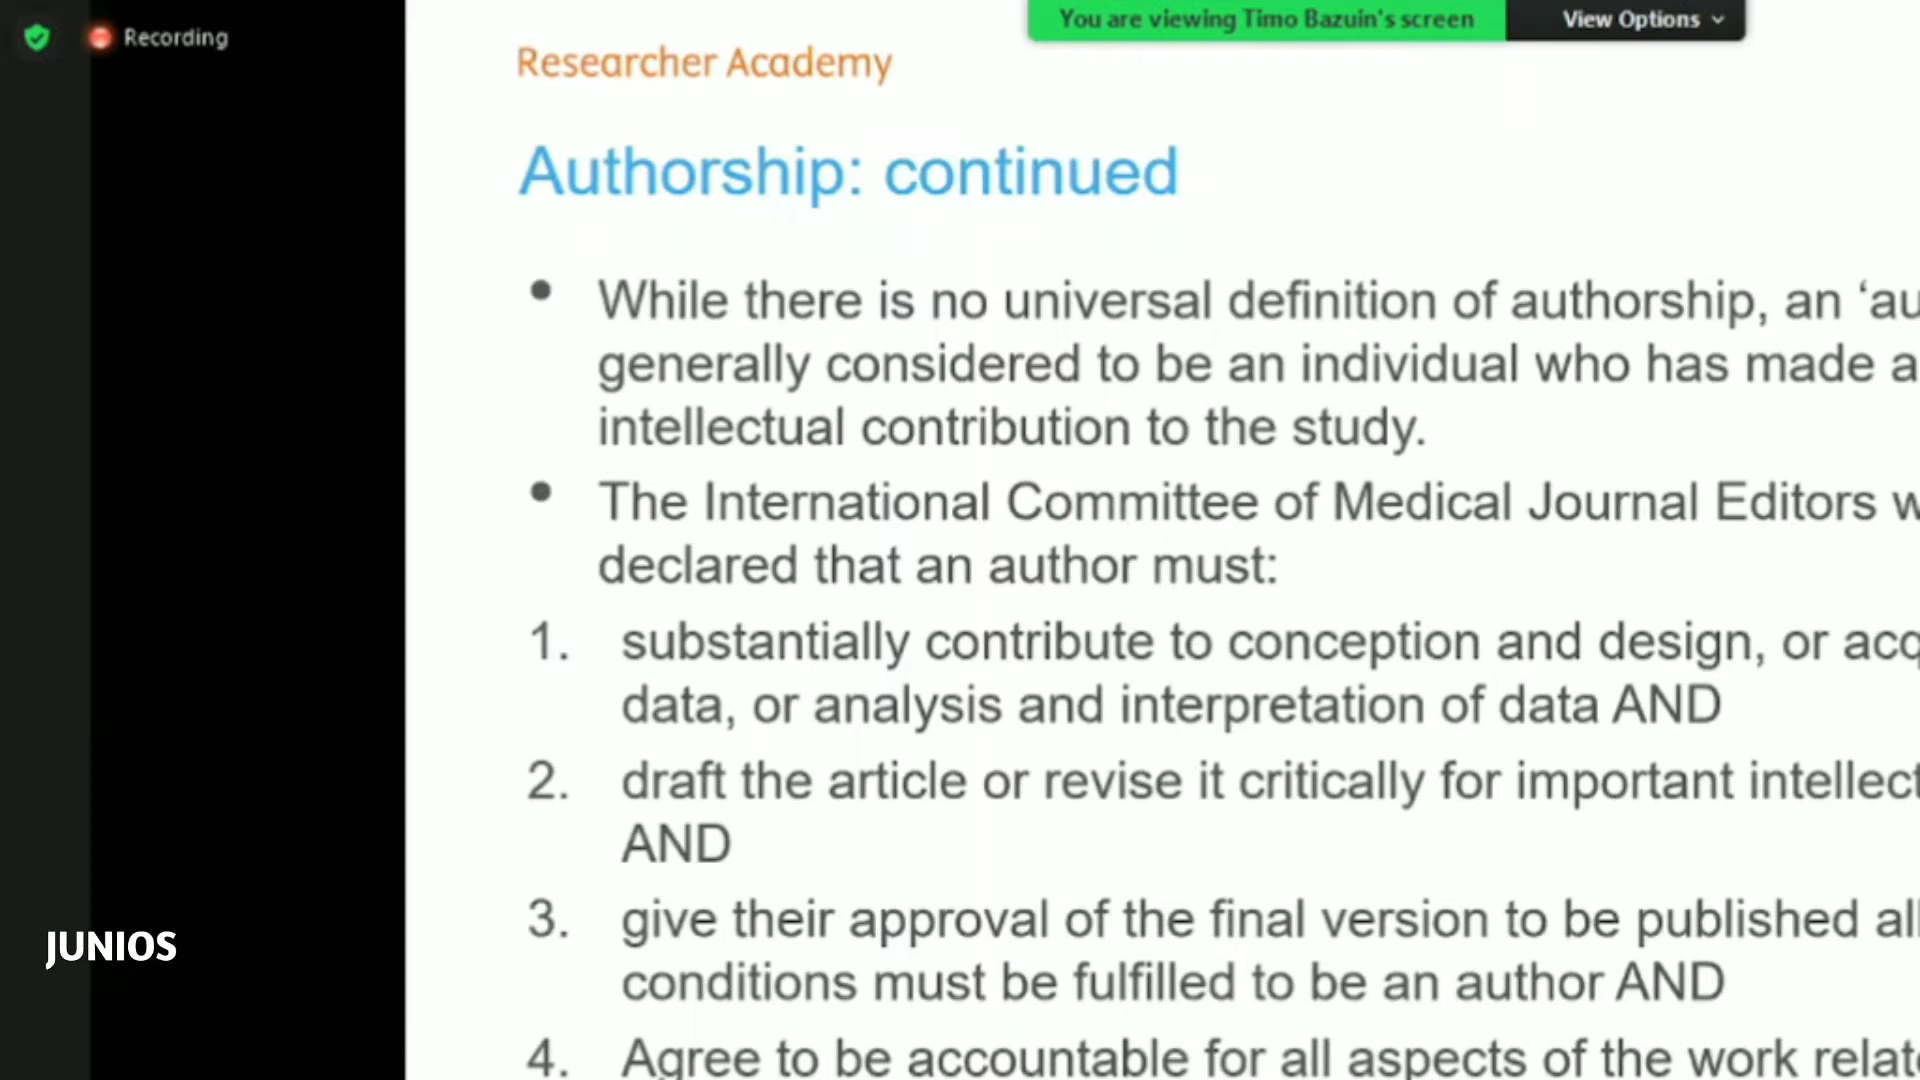 Recording
You are viewing Timo Bazuin's screen
View Options
Researcher Academy
Authorship: continued
• While there is no universal definition of authorship, an
generally considered to be an individual who has made a
intellectual contribution to the study.
• The International Committee of Medical Journal Editors
declared that an author must:
1. substantially contribute to conception and design, or
data, or analysis and interpretation of data AND
2. draft the article or revise it critically for important
AND
3. give their approval of the final version to be published
conditions must be fulfilled to be an author AND
4. Agree to be accountable for all aspects of the work
JUNIOS